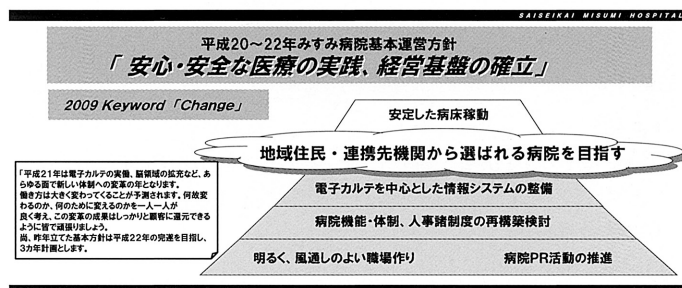 SAISEIKAI MISUMI HOSPITAL
平成20～22年みすみ病院基本運営方針
「 安心・安全な医療の実践、経営基盤の確立」
2009 Keyword 「Change」
安定した病床稼動
地域住民・連携先機関から選ばれる病院を目指す
「平成21年は電子カルテの実働、脳領域の拡充など、あ
らゆる面で新しい体制への変革の年となります。
働き方は大きく変わってくることが予測されます。何故変
わるのか、何のために変えるのかを一人一人が
良く考え、この変革の成果はしっかりと顧客に還元できる
ように皆で頑張りましょう。
尚、昨年立てた基本方針は平成22年の完遂を目指し、
3カ年計画とします。
電子カルテを中心とした情報システムの整備
病院機能・体制、人事諸制度の再構築検討
明るく、風通しのよい職場作り 病院PR活動の推進